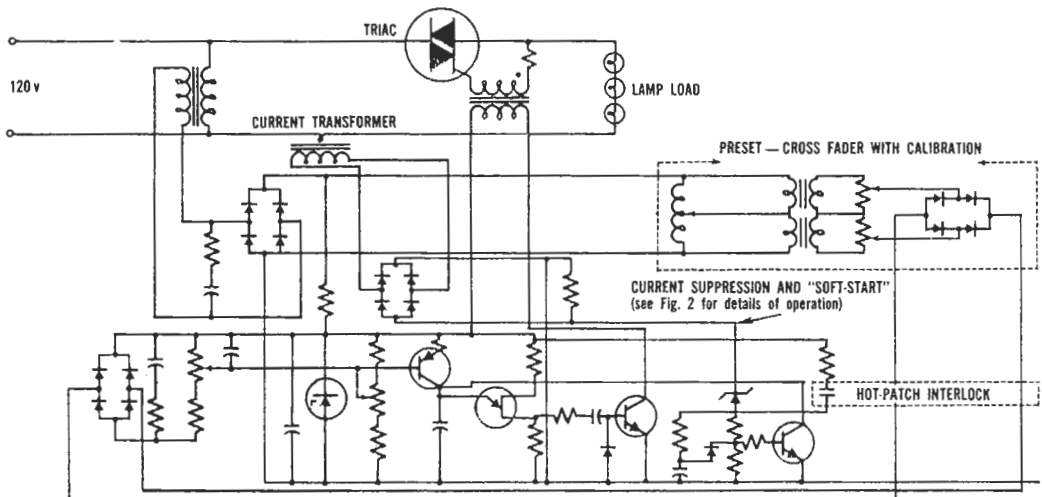 TRIAC
120 v
LAMP LOAD
CURRENT TRANSFORMER
PRESET — CROSS FADER WITH CALIBRATION
CURRENT SUPPRESSION AND "SOFT-START"
(see Fig. 2 for details of operation)
HOT-PATCH INTERLOCK